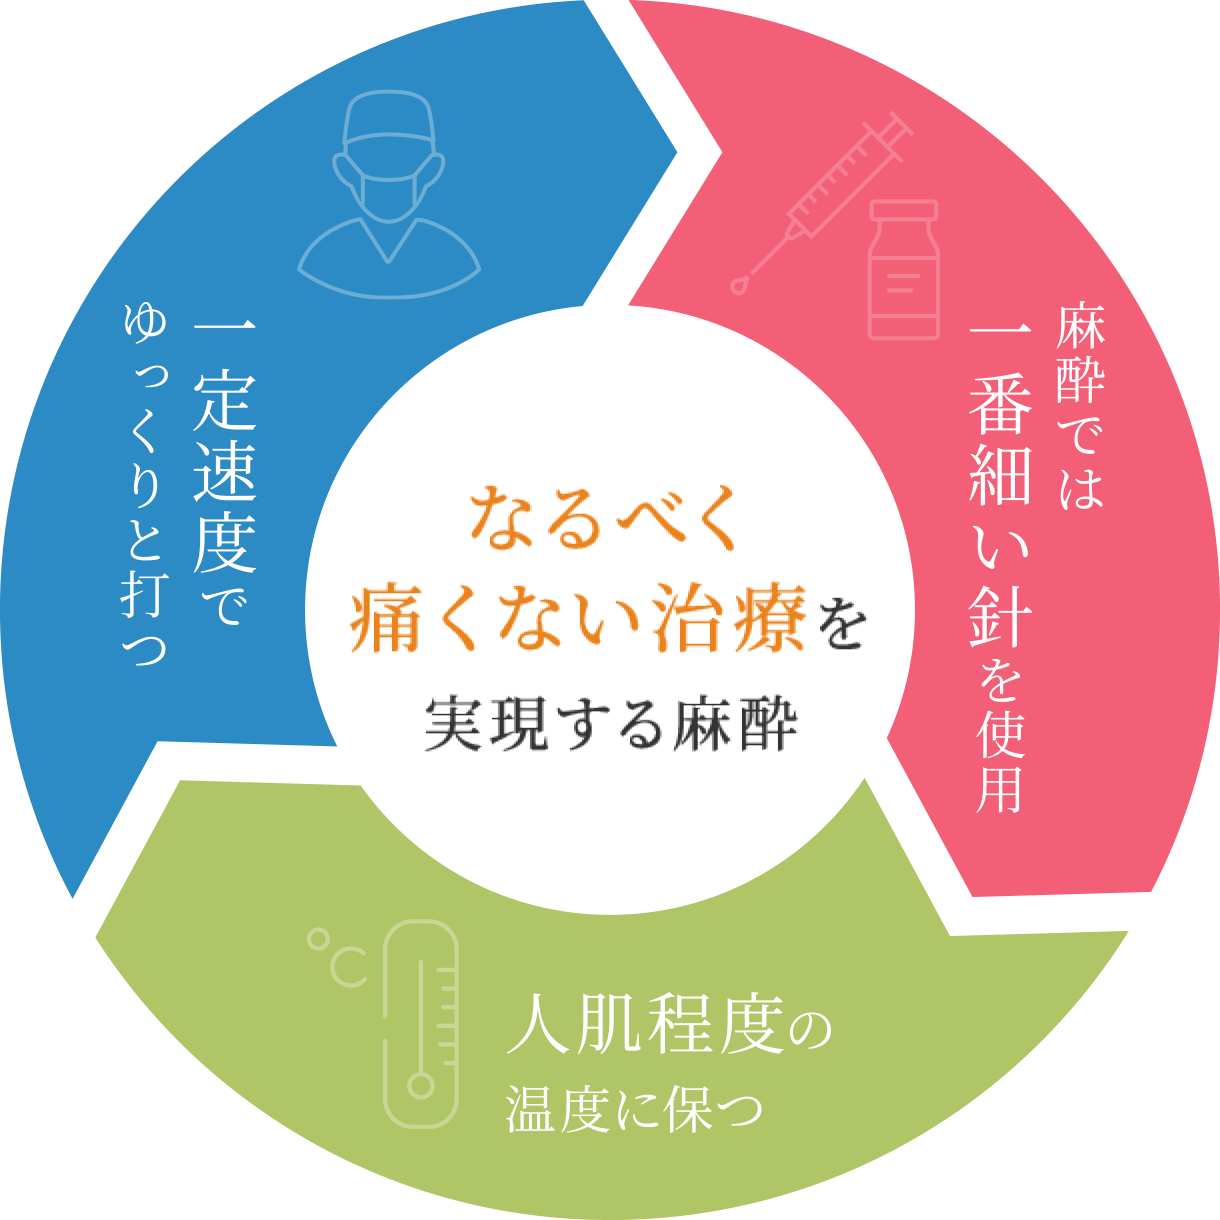 なるべく
痛くない治療を
実現する麻酔
麻酔では
一番細い針を使用
人肌程度の
温度に保つ
一定速度で
ゆっくりと打つ
℃